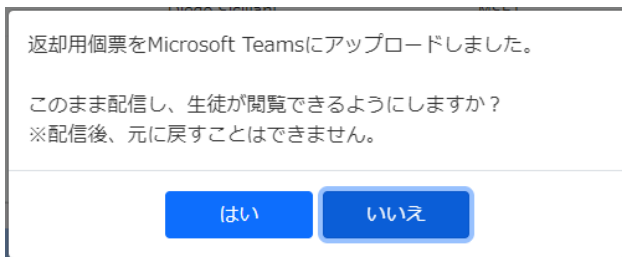 Diego Siciliani
返却用個票をMicrosoft Teamsにアップロードしました。
このまま配信し、生徒が閲覧できるようにしますか？
※配信後、元に戻すことはできません。
はい
いいえ